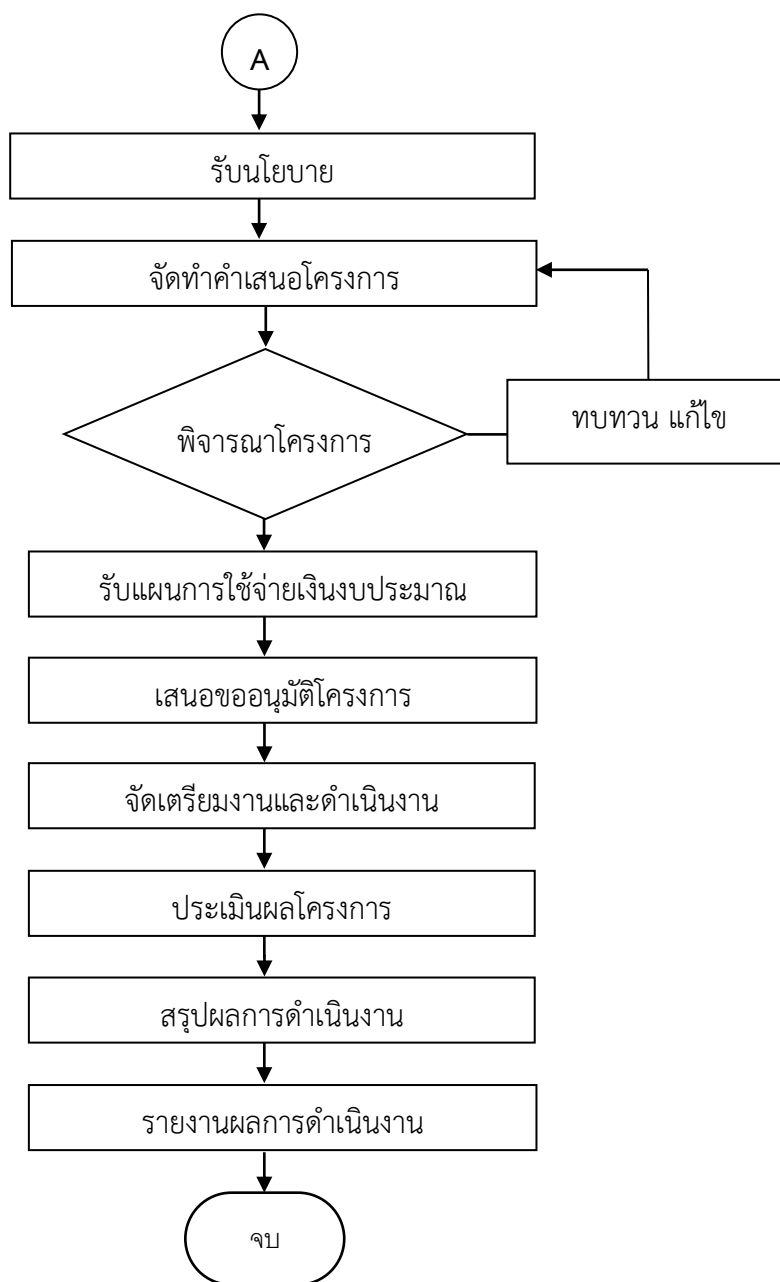 A
รับนโยบาย
จัดทำคำเสนอโครงการ
พิจารณาโครงการ
ทบทวน แก้ไข
รับแผนการใช้จ่ายเงินงบประมาณ
เสนอขออนุมัติโครงการ
จัดเตรียมงานและดำเนินงาน
ประเมินผลโครงการ
สรุปผลการดำเนินงาน
รายงานผลการดำเนินงาน
จบ